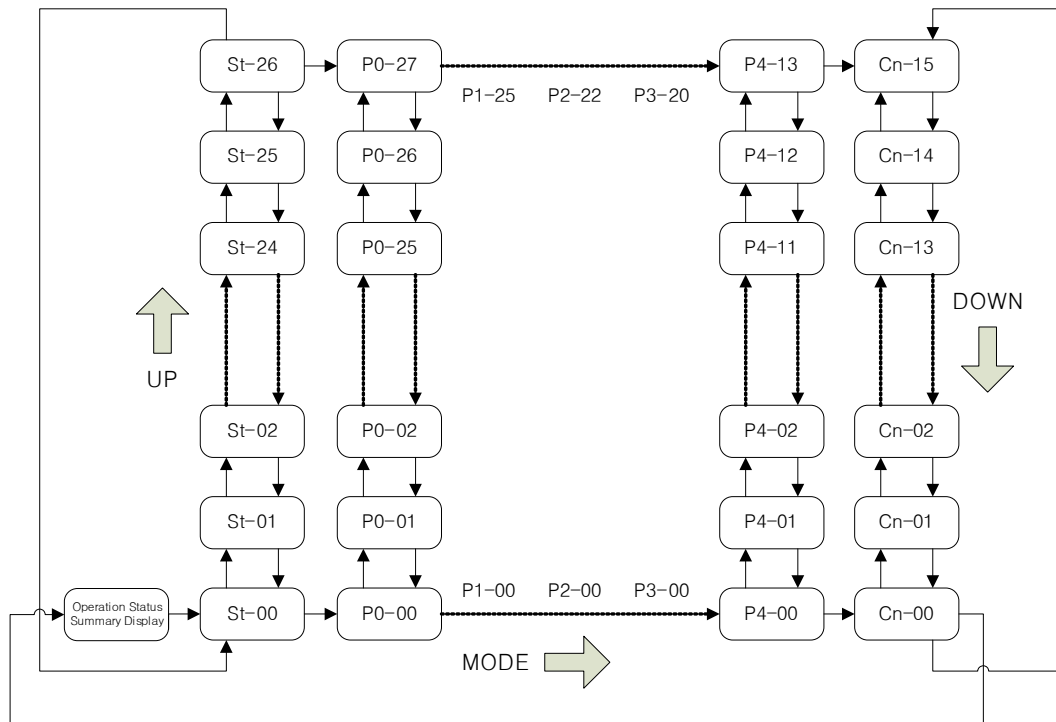 St-26
P0-27
P4-13
Cn-15
P1-25 P2-22 P3-20
St-25
P0-26
P4-12
Cn-14
St-24
P0-25
P4-11
Cn-13
DOWN
UP
St-02
P0-02
P4-02
Cn-02
St-01
P0-01
P4-01
Cn-01
P1-00 P2-00 P3-00
Operation Status
Summary Display
St-00
P0-00
P4-00
Cn-00
MODE